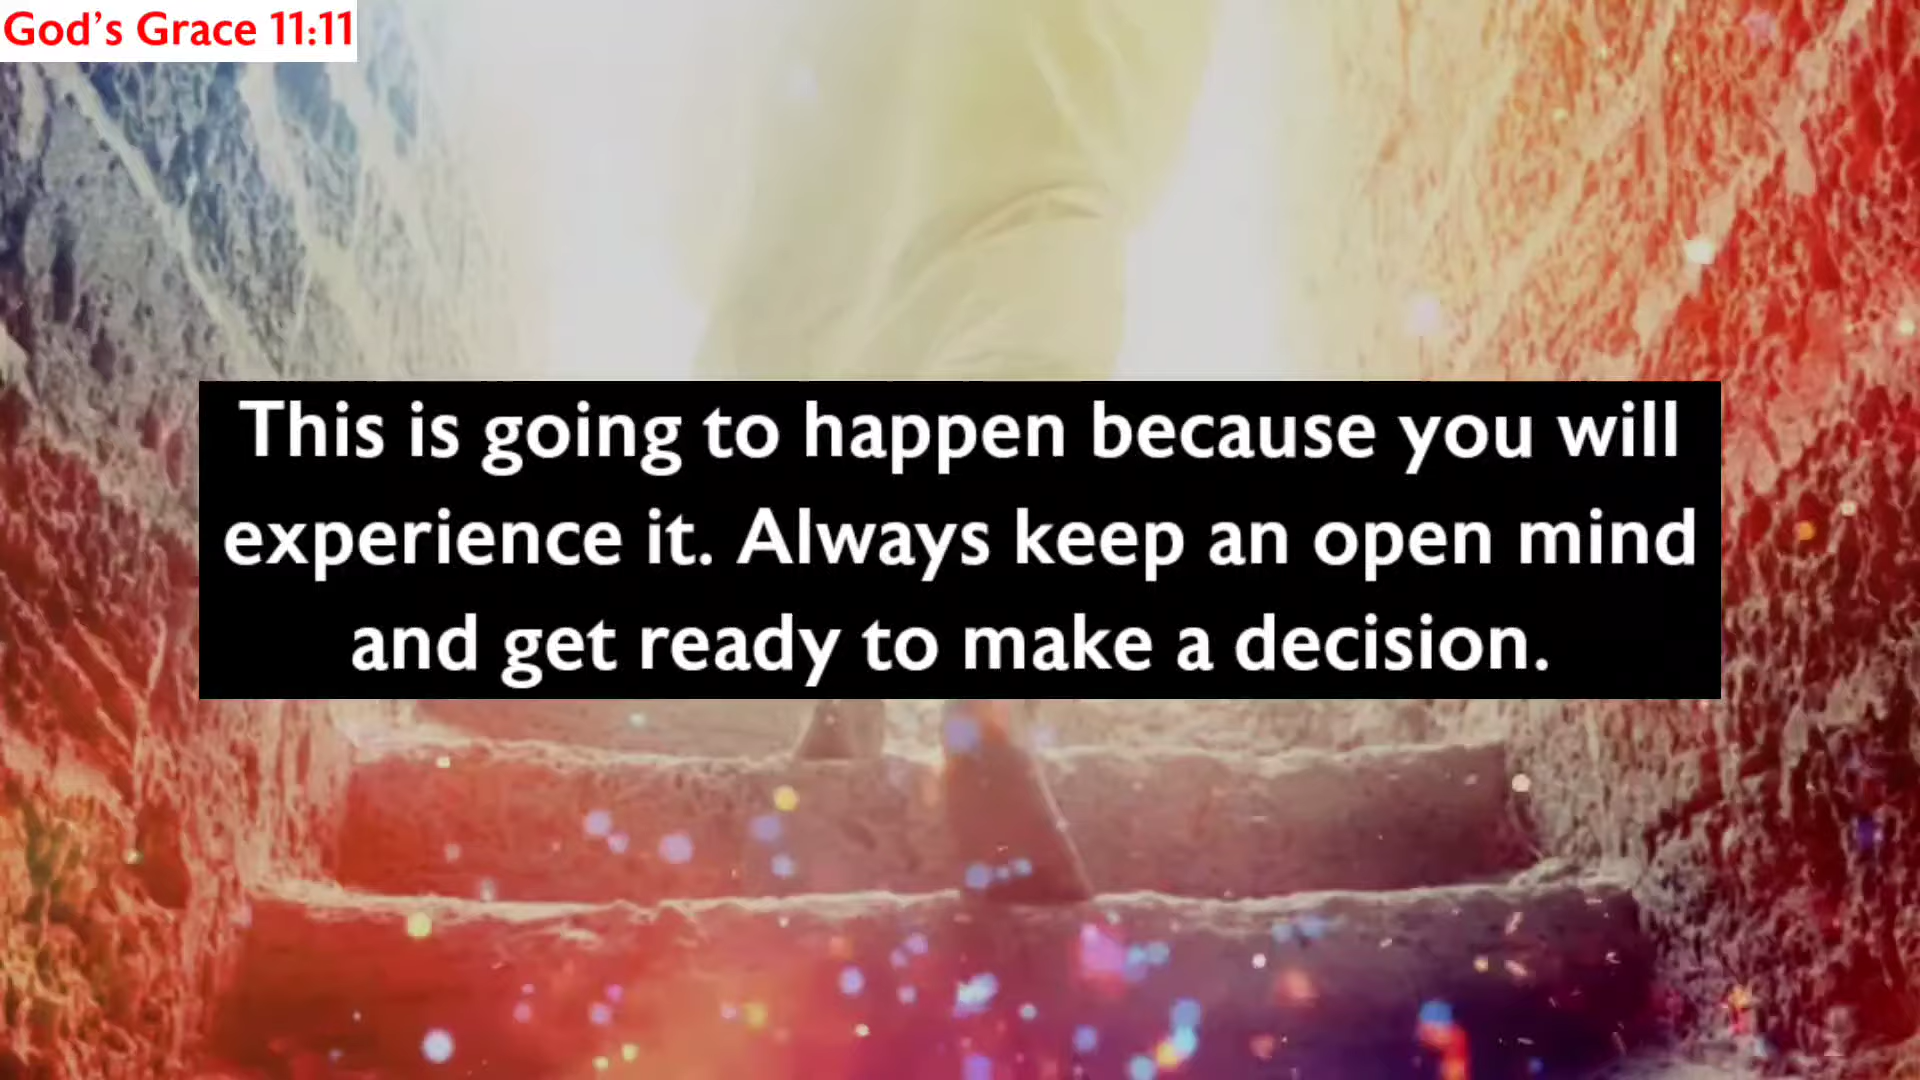 God's Grace 11:11
This is going to happen because you will
experience it. Always keep an open mind
and get ready to make a decision.